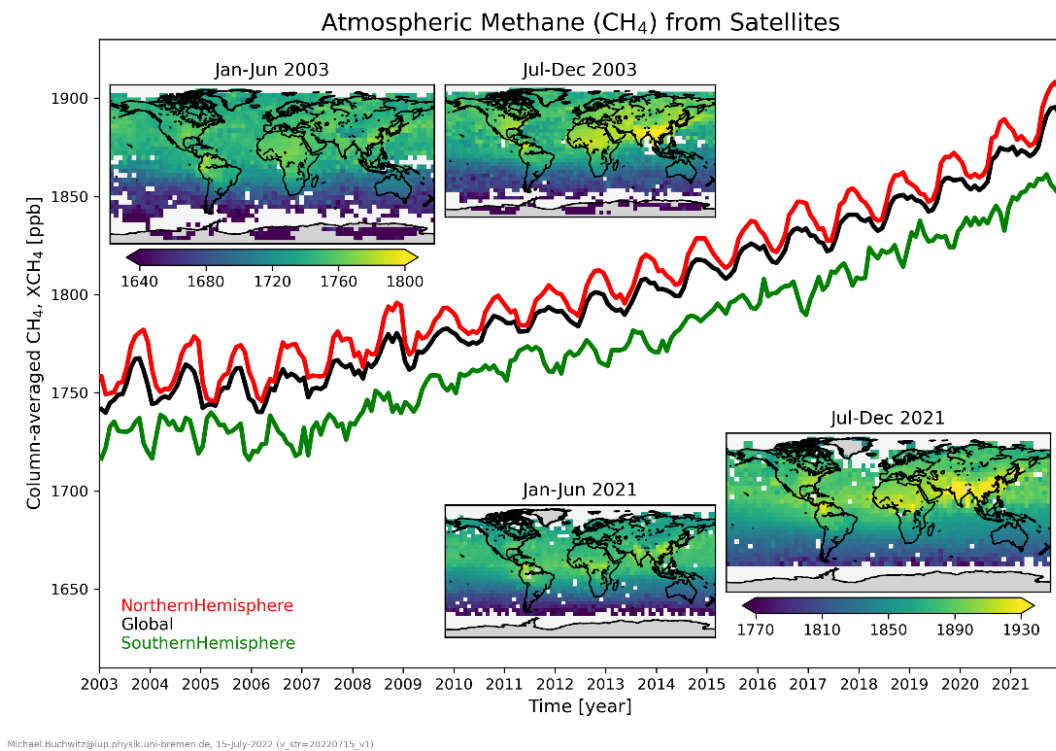 Atmospheric Methane (CH₄) from Satellites
Jan-Jun 2003
Jul-Dec 2003
1640 1680 1720 1760 1800
Column-averaged CH₄, XCH₄ [ppb]
1900
1850
1800
1750
1700
1650
Jul-Dec 2021
Jan-Jun 2021
1770 1810 1850 1890 1930
NorthernHemisphere
Global
SouthernHemisphere
2003 2004 2005 2006 2007 2008 2009 2010 2011 2012 2013 2014 2015 2016 2017 2018 2019 2020 2021
Time [year]
Michael.Buchwitz@iup.physik.uni-bremen.de, 15-July-2022 (v_str=20220715_v1)